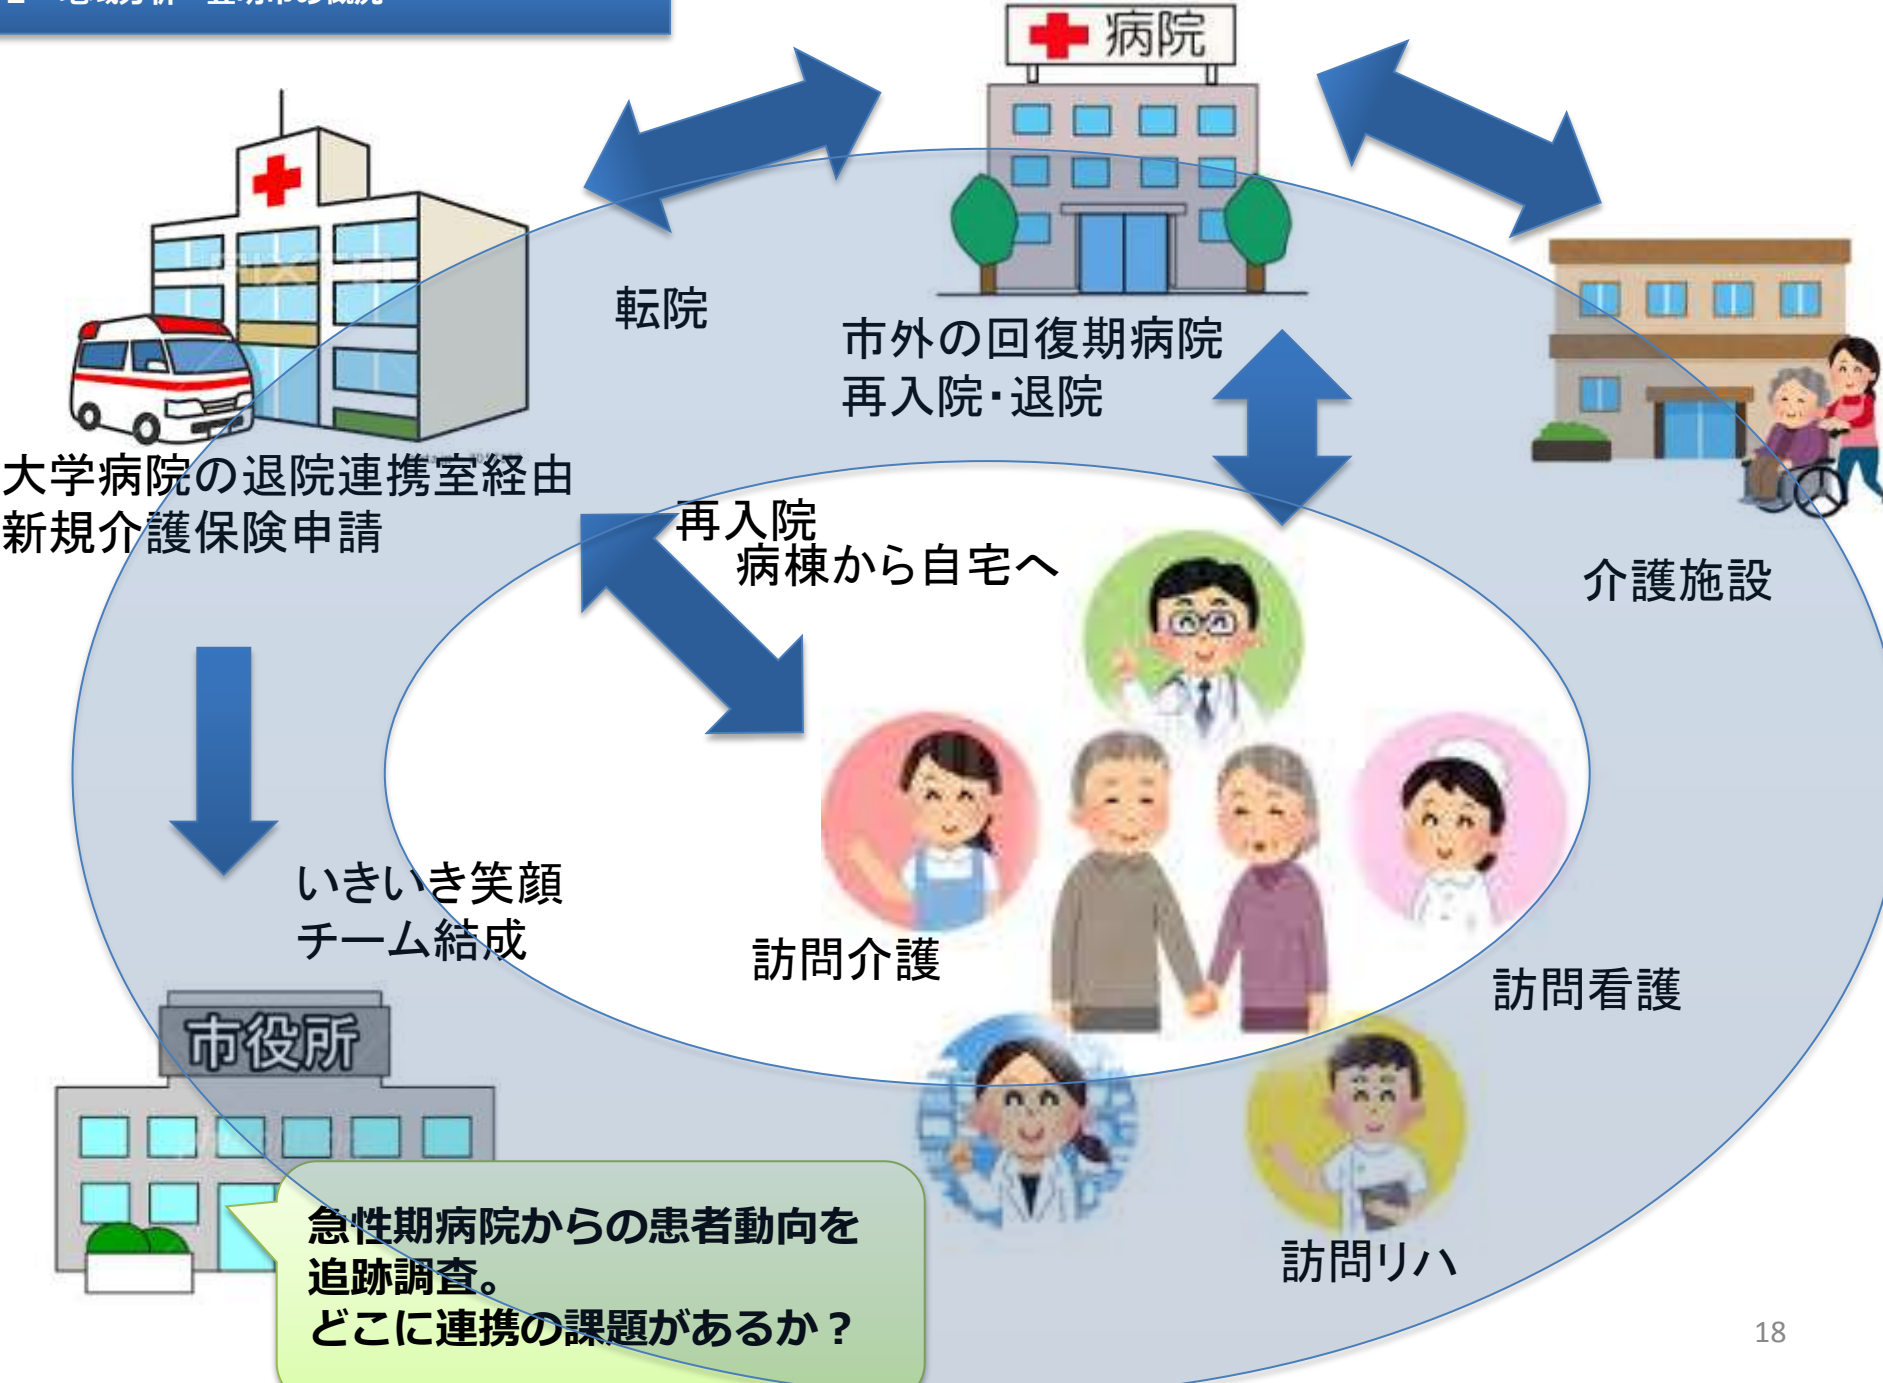 病院
転院
市外の回復期病院
再入院・退院
大学病院の退院連携室経由
新規介護保険申請
再入院
病棟から自宅へ
介護施設
いきいき笑顔
チーム結成
訪問介護
訪問看護
市役所
急性期病院からの患者動向を
追跡調査。
どこに連携の課題があるか？
訪問リハ
18